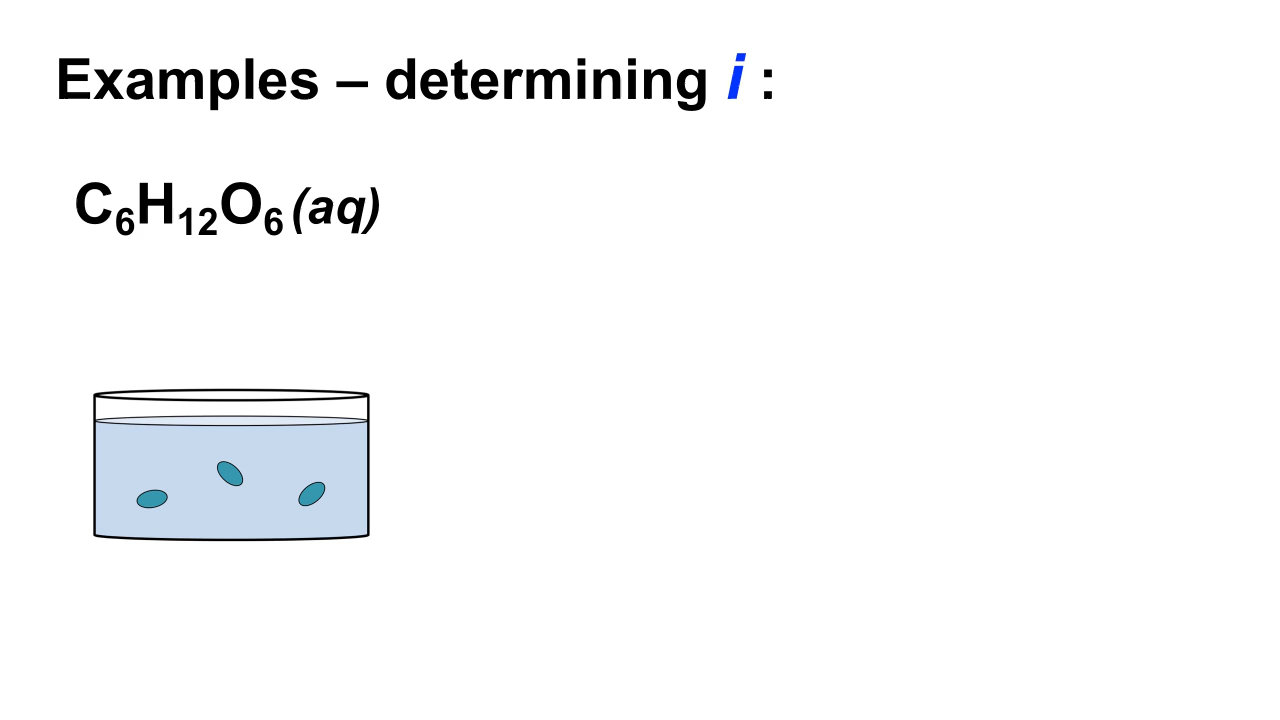 Examples – determining i :
C₆H₁₂O₆ (aq)